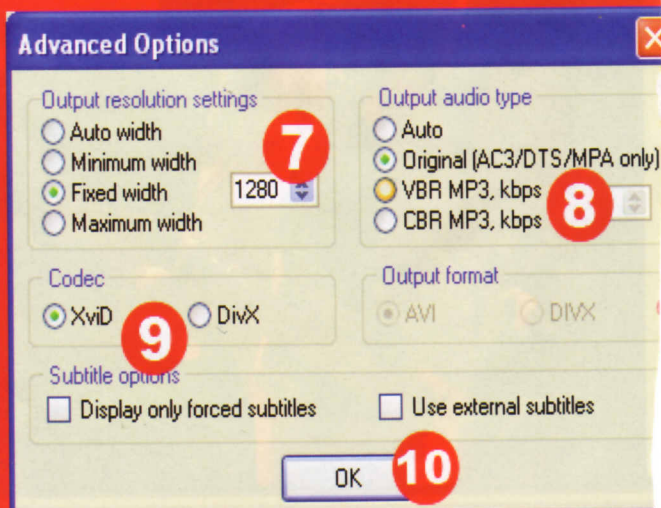 Advanced Options
Output resolution settings
Auto width
Minimum width
Fixed width
1280
Maximum width
7
Output audio type
Auto
Original (AC3/DTS/MPA only)
VBR MP3, kbps
CBR MP3, kbps
8
Codec
XviD
DivX
9
Output format
AVI
DIVX
Subtitle options
Display only forced subtitles
Use external subtitles
OK
10